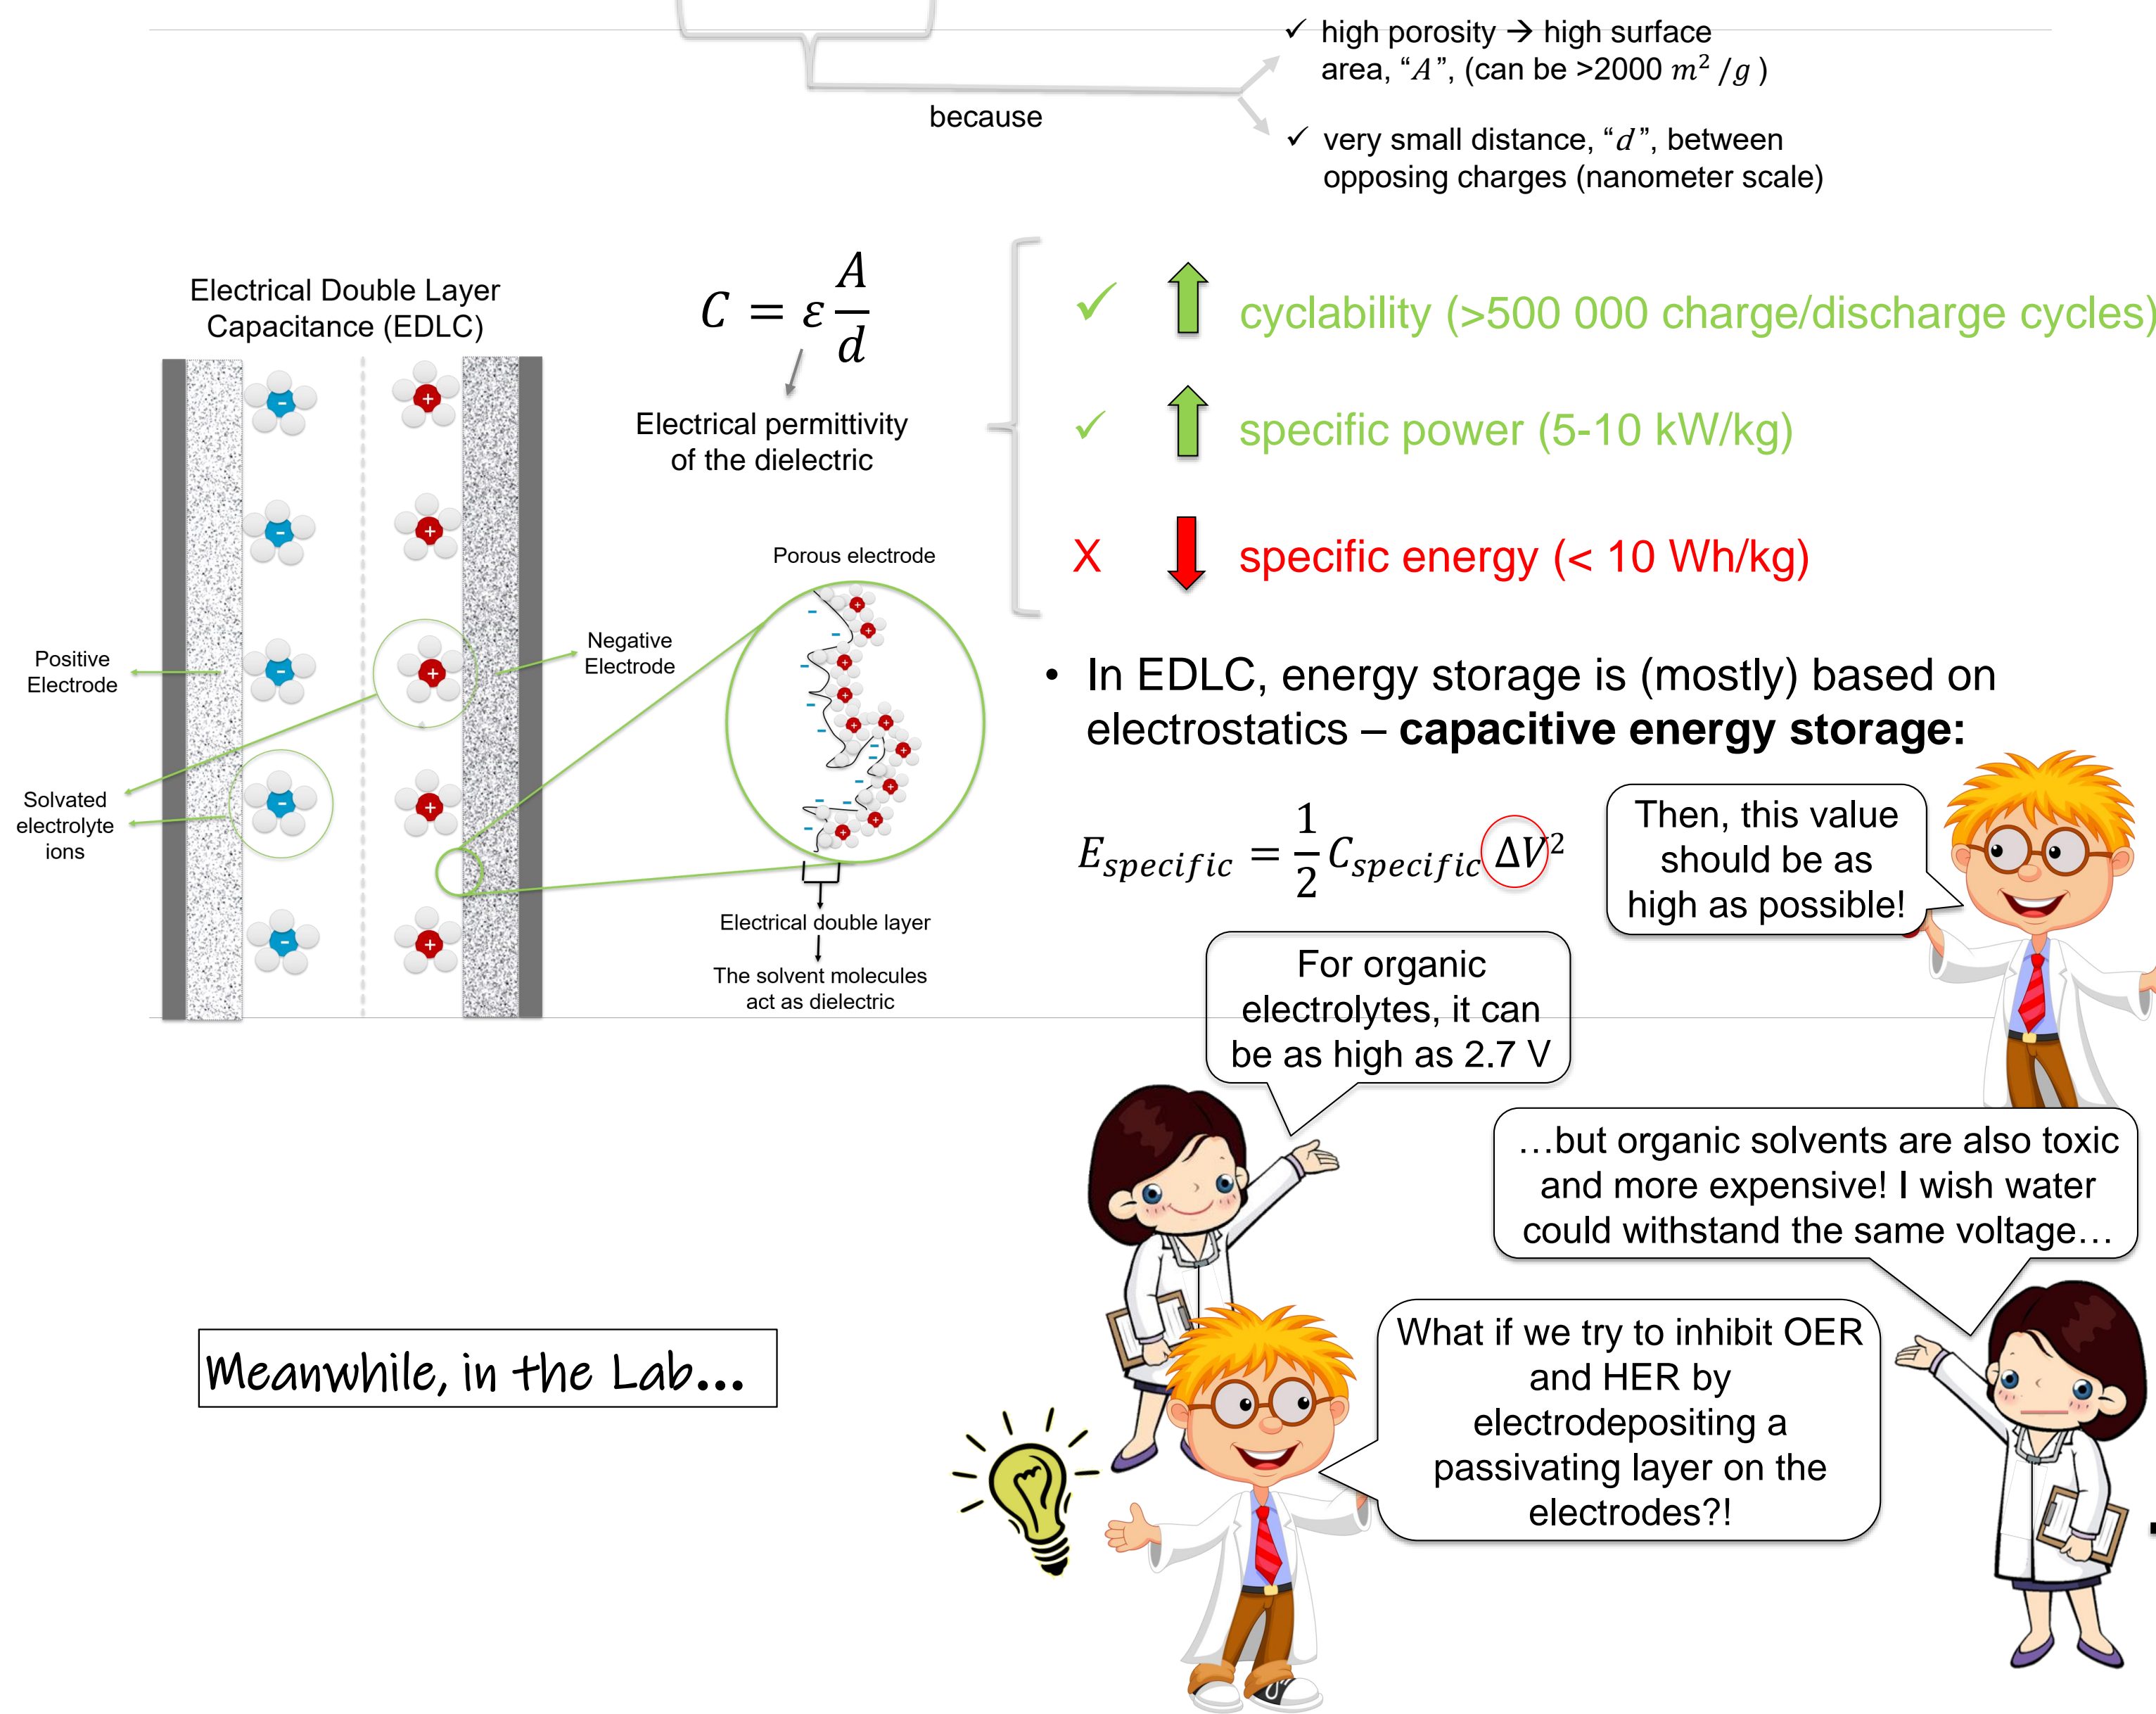 ✓ high porosity → high surface
area, “A”, (can be >2000 m² /g )
because
✓ very small distance, “d”, between
opposing charges (nanometer scale)
Electrical Double Layer
Capacitance (EDLC)
C = ε A/d
Electrical permittivity
of the dielectric
✓ cyclability (>500 000 charge/discharge cycles)
✓ specific power (5-10 kW/kg)
X specific energy (< 10 Wh/kg)
Porous electrode
Positive
Electrode
Negative
Electrode
Solvated
electrolyte
ions
Electrical double layer
The solvent molecules
act as dielectric
• In EDLC, energy storage is (mostly) based on
electrostatics – capacitive energy storage:
E_specific = 1/2 C_specific ΔV²
Then, this value
should be as
high as possible!
For organic
electrolytes, it can
be as high as 2.7 V
…but organic solvents are also toxic
and more expensive! I wish water
could withstand the same voltage…
What if we try to inhibit OER
and HER by
electrodepositing a
passivating layer on the
electrodes?!
Meanwhile, in the Lab...